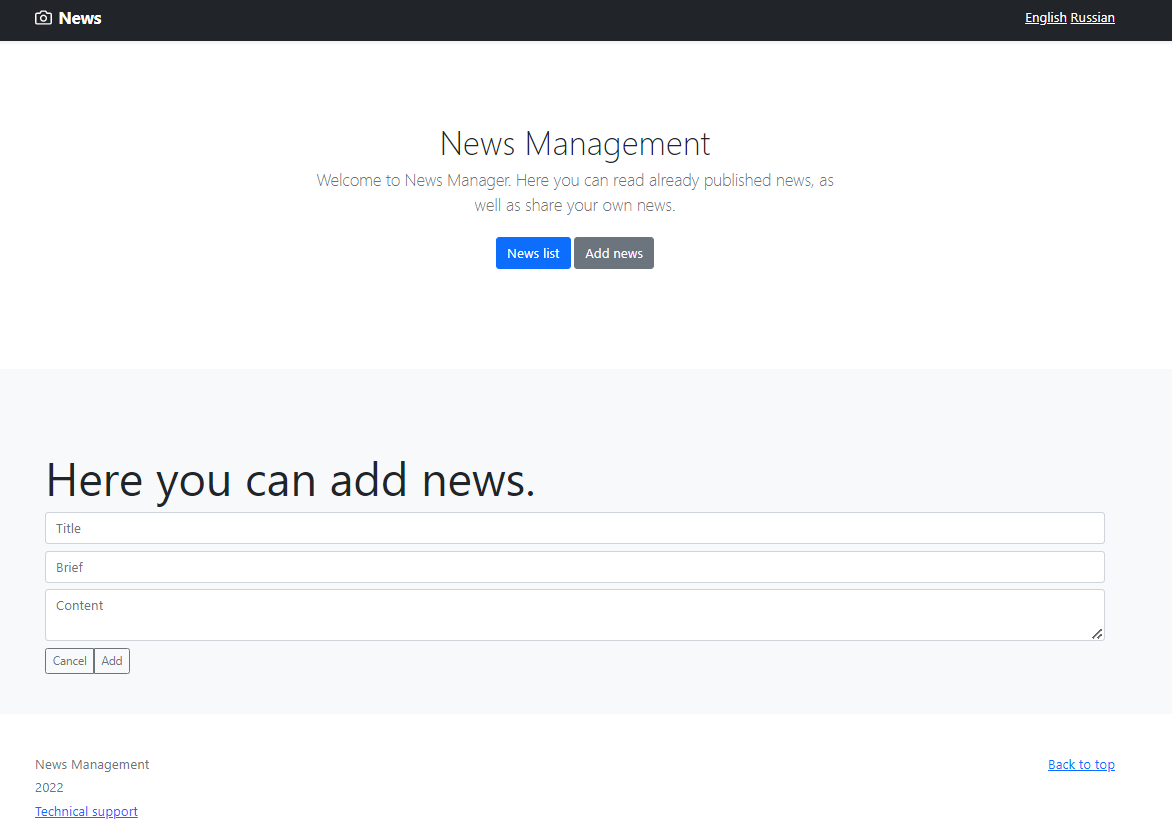 News
English Russian
News Management
Welcome to News Manager. Here you can read already published news, as
well as share your own news.
News list Add news
Here you can add news.
Title
Brief
Content
Cancel Add
News Management
Back to top
2022
Technical support